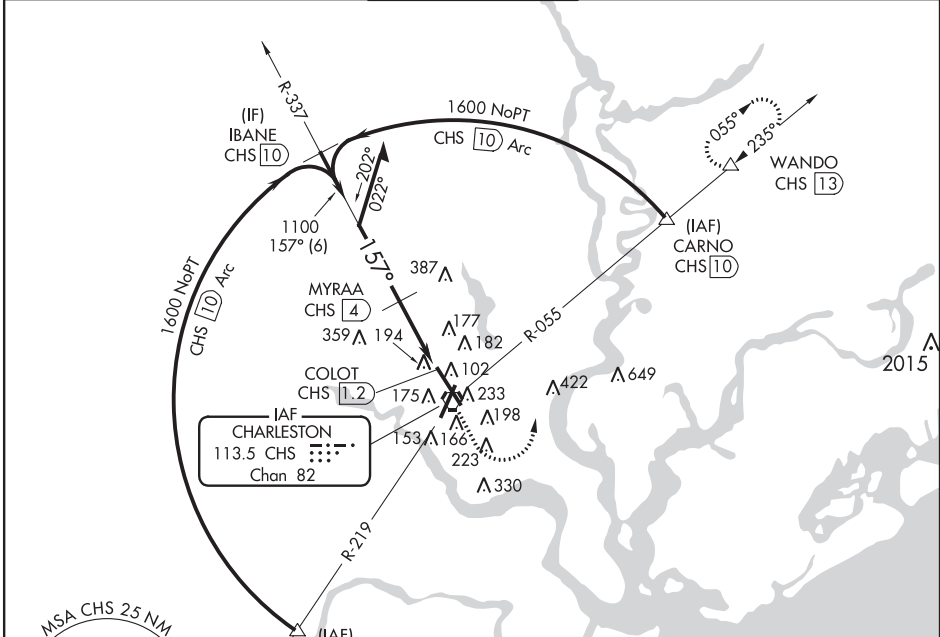 R-337
(IF)
IBANE
CHS 10
1600 NoPT
CHS 10 Arc
055°
235°
WANDO
CHS 13
202°
022°
1100
157° (6)
157°
(IAF)
CARNO
CHS 10
1600 NoPT
CHS 10 Arc
387
MYRAA
CHS 4
R-055
359
194
177
182
2015
COLOT
CHS 1.2
102
175
233
422
649
IAF
CHARLESTON
113.5 CHS
Chan 82
198
153
166
223
330
R-219
MSA CHS 25 NM
(IAF)